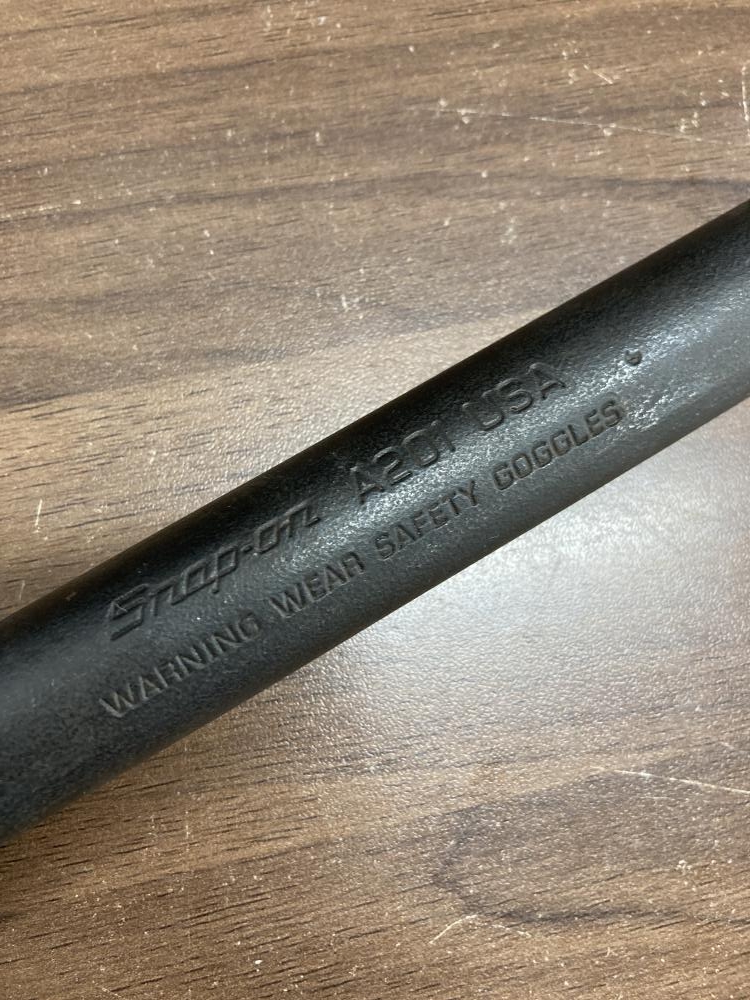 Snap-on A201 USA
WARNING WEAR SAFETY GOGGLES